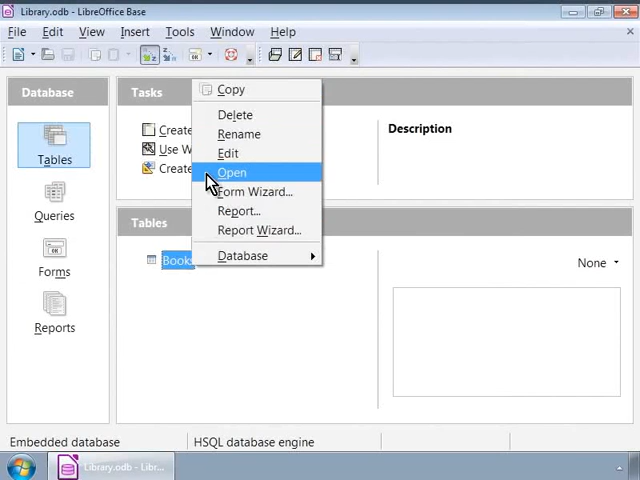 Library.odb - LibreOffice Base
File Edit View Insert Tools Window Help
Database
Tasks
Tables
Queries
Forms
Reports
Create
Use W
Create
Description
Copy
Delete
Rename
Edit
Open
Form Wizard...
Report...
Report Wizard...
Database
Tables
Books
None
Embedded database
HSQL database engine
Library.odb - Libr...